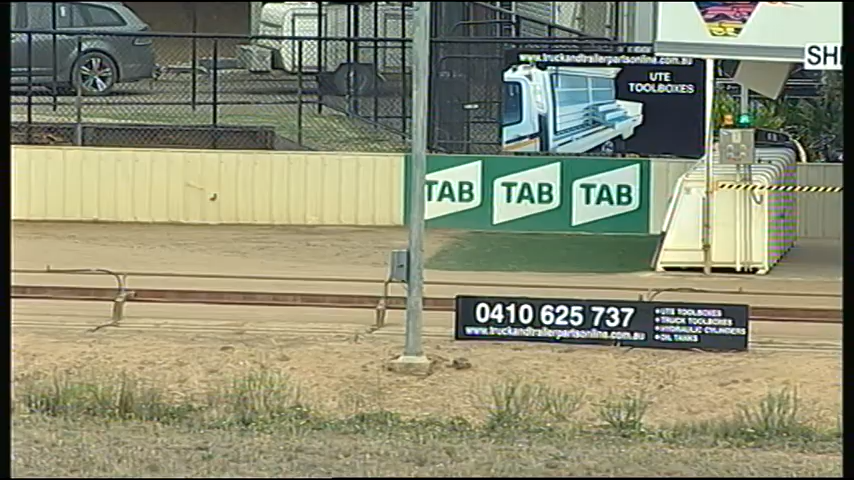 www.truckandtrailerpartsonline.com.au
UTE
TOOLBOXES
SH
TAB TAB TAB
0410 625 737
www.truckandtrailerpartsonline.com.au
•UTE TOOLBOXES
•TRUCK TOOLBOXES
•HYDRAULIC CYLINDERS
•OIL TANKS